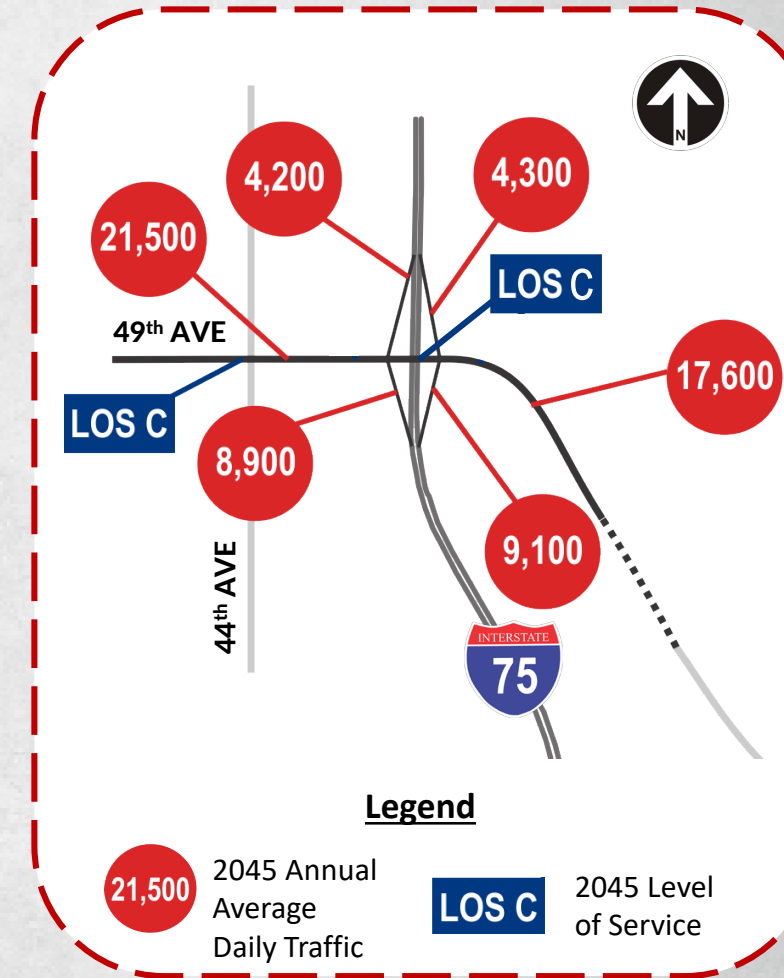 N
4,200
4,300
21,500
LOS C
49th AVE
17,600
LOS C
8,900
9,100
44th AVE
INTERSTATE
75
Legend
21,500
2045 Annual
Average
Daily Traffic
LOS C
2045 Level
of Service